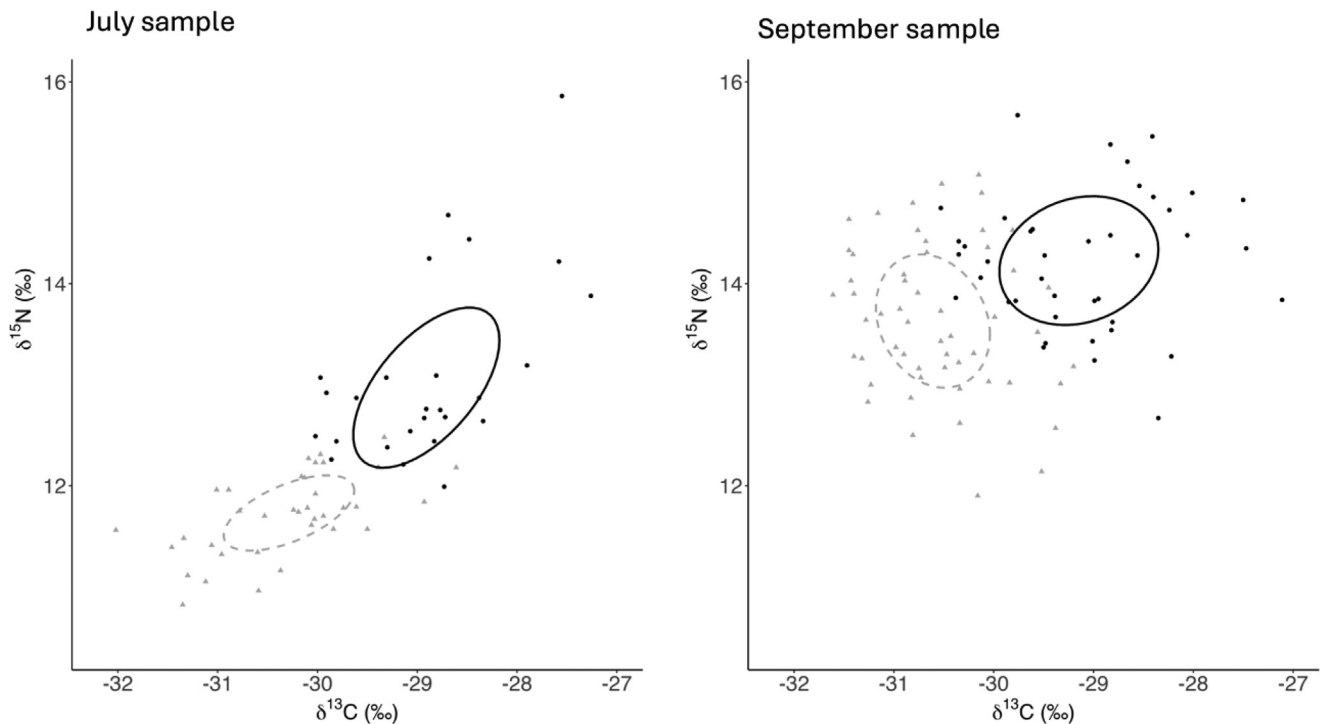 July sample
September sample
16
14
12
δ¹⁵N (‰)
-32 -31 -30 -29 -28 -27
δ¹³C (‰)
16
14
12
δ¹⁵N (‰)
-32 -31 -30 -29 -28 -27
δ¹³C (‰)